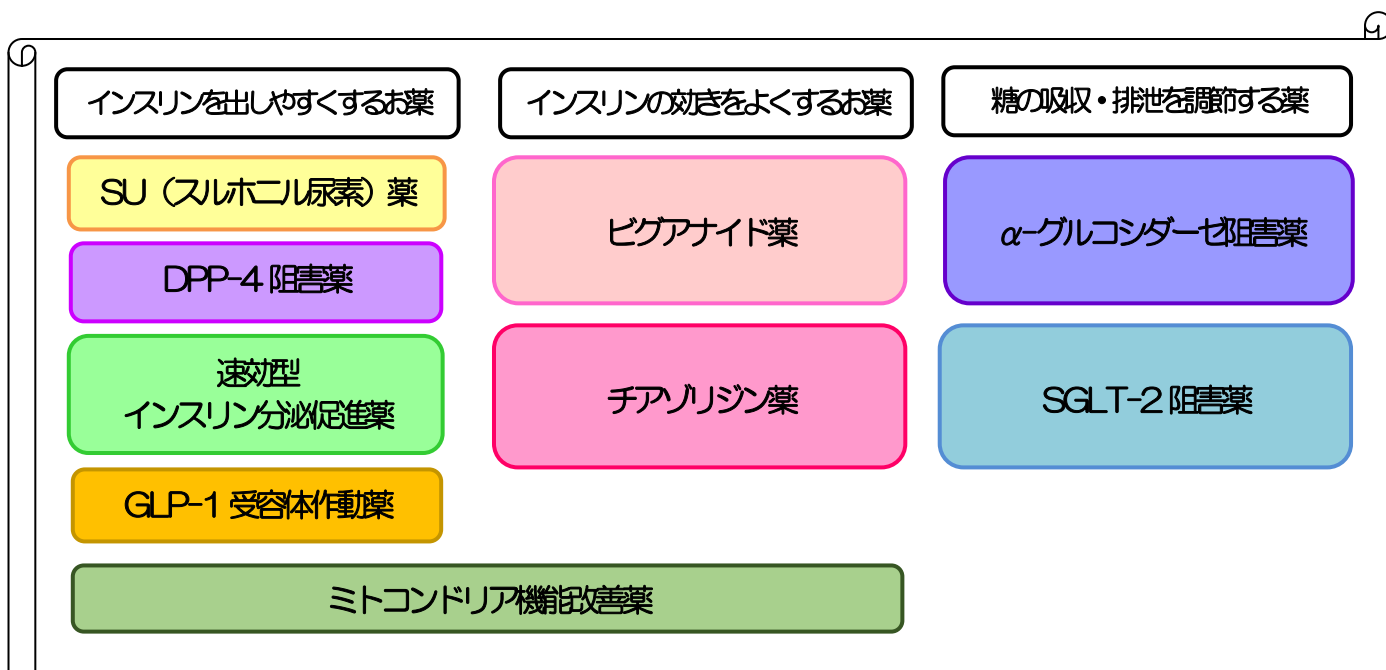 インスリンを出しやすくするお薬
SU（スルホニル尿素）薬
DPP-4 阻害薬
速効型
インスリン分泌促進薬
GLP-1 受容体作動薬
インスリンの効きをよくするお薬
ビグアナイド薬
チアゾリジン薬
糖の吸収・排泄を調節する薬
α-グルコシダーゼ阻害薬
SGLT-2 阻害薬
ミトコンドリア機能改善薬